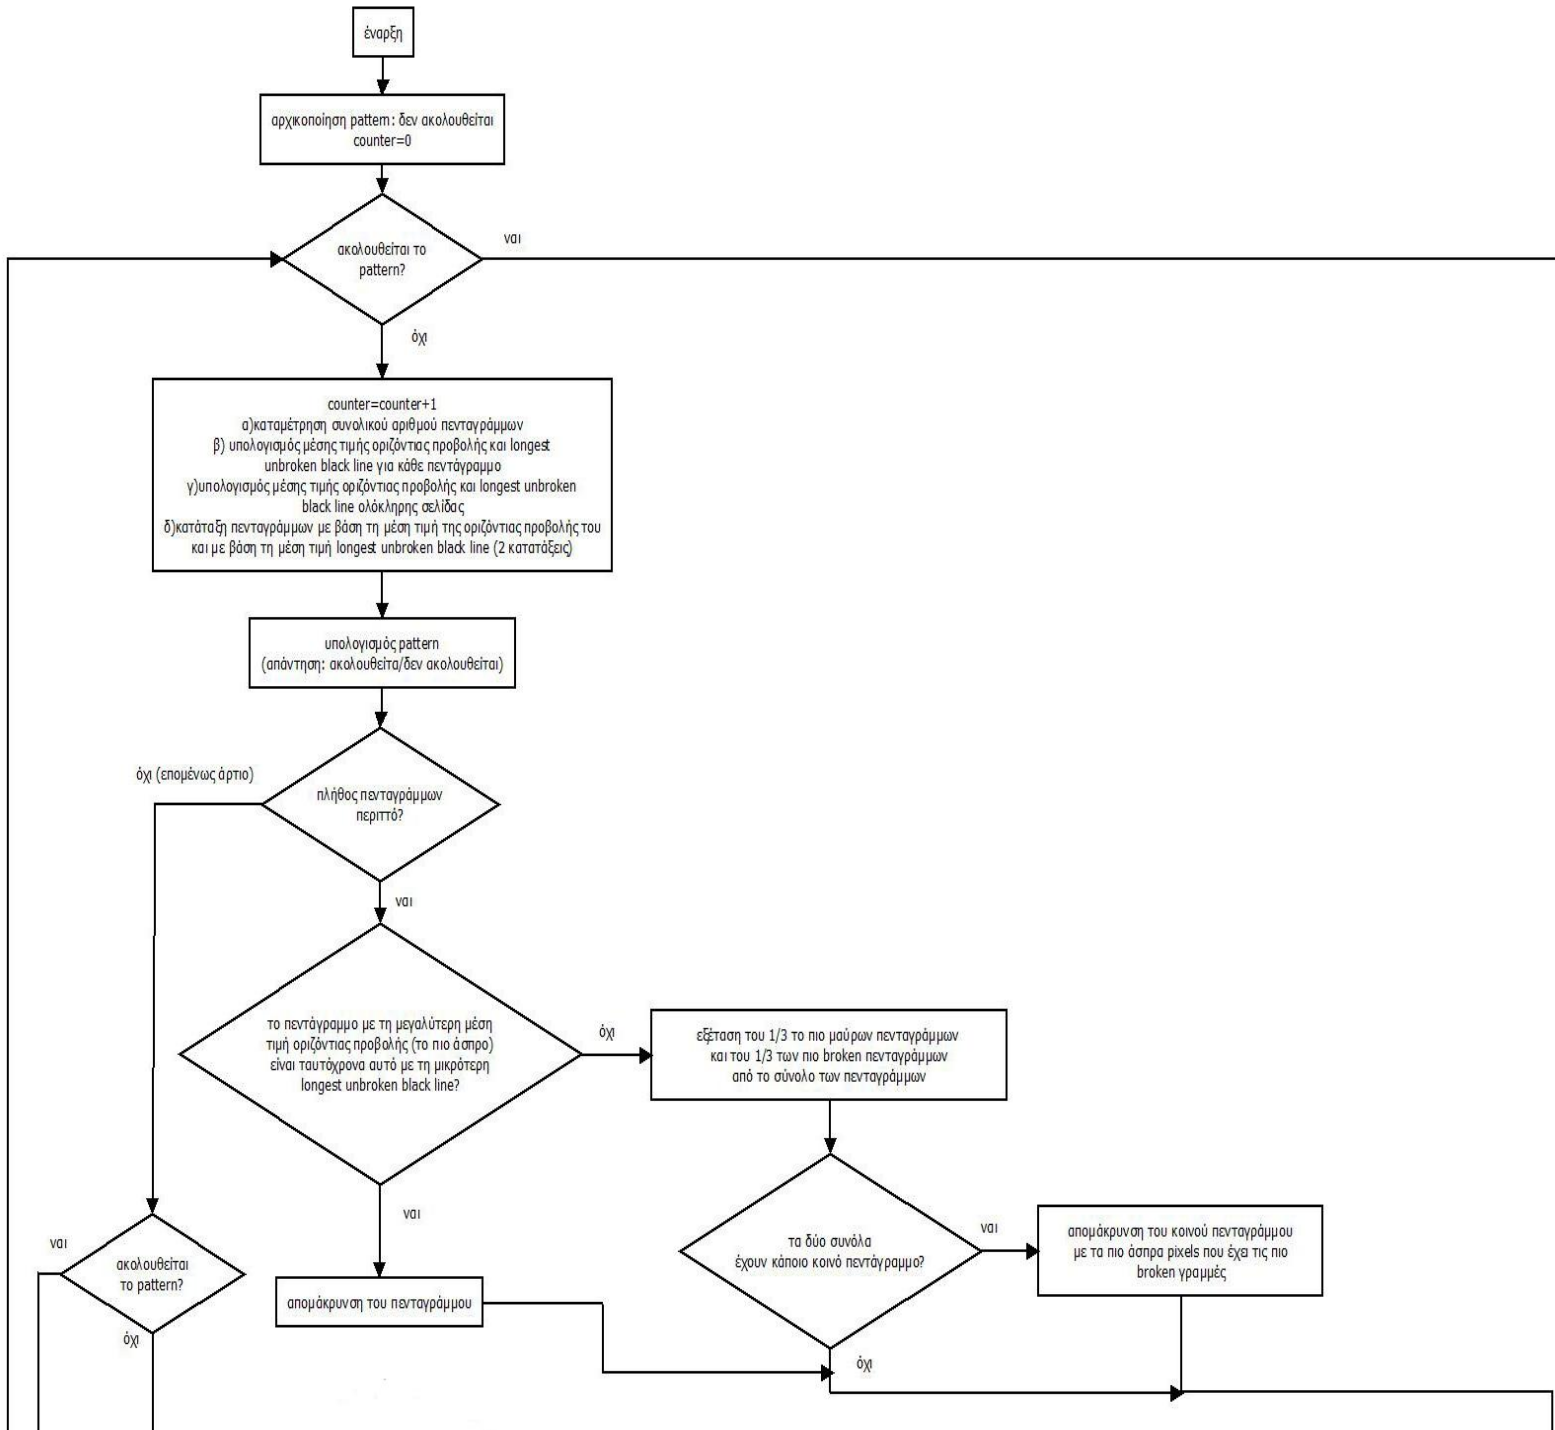 έναρξη
αρχικοποίηση pattern: δεν ακολουθείται
counter=0
ακολουθείται το
pattern?
ναι
όχι
counter=counter+1
α)καταμέτρηση συνολικού αριθμού πενταγράμμων
β) υπολογισμός μέσης τιμής οριζόντιας προβολής και longest
unbroken black line για κάθε πεντάγραμμο
γ)υπολογισμός μέσης τιμής οριζόντιας προβολής και longest unbroken
black line ολόκληρης σελίδας
δ)κατάταξη πενταγράμμων με βάση τη μέση τιμή της οριζόντιας προβολής του
και με βάση τη μέση τιμή longest unbroken black line (2 κατατάξεις)
υπολογισμός pattern
(απάντηση: ακολουθείτα/δεν ακολουθείται)
όχι (επομένως άρτιο)
πλήθος πενταγράμμων
περιττό?
ναι
το πεντάγραμμο με τη μεγαλύτερη μέση
τιμή οριζόντιας προβολής (το πιο άσπρο)
είναι ταυτόχρονα αυτό με τη μικρότερη
longest unbroken black line?
όχι
εξέταση του 1/3 το πιο μαύρων πενταγράμμων
και του 1/3 των πιο broken πενταγράμμων
από το σύνολο των πενταγράμμων
ναι
τα δύο συνόλα
έχουν κάποιο κοινό πεντάγραμμο?
ναι
απομάκρυνση του κοινού πενταγράμμου
με τα πιο άσπρα pixels που έχει τις πιο
broken γραμμές
ναι
ακολουθείται
το pattern?
όχι
απομάκρυνση του πενταγράμμου
όχι